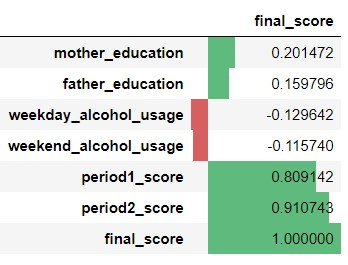 final_score
mother_education 0.201472
father_education 0.159796
weekday_alcohol_usage -0.129642
weekend_alcohol_usage -0.115740
period1_score 0.809142
period2_score 0.910743
final_score 1.000000